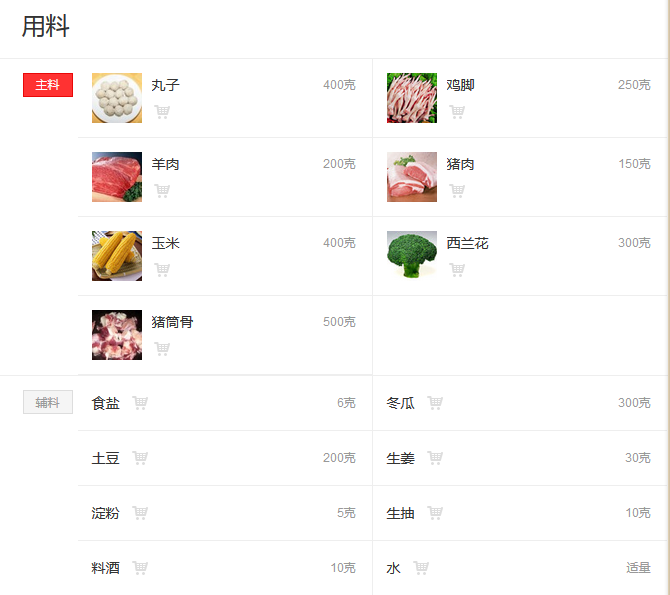 用料
主料
丸子 400克
鸡脚 250克
羊肉 200克
猪肉 150克
玉米 400克
西兰花 300克
猪筒骨 500克
辅料
食盐 6克
冬瓜 300克
土豆 200克
生姜 30克
淀粉 5克
生抽 10克
料酒 10克
水 适量